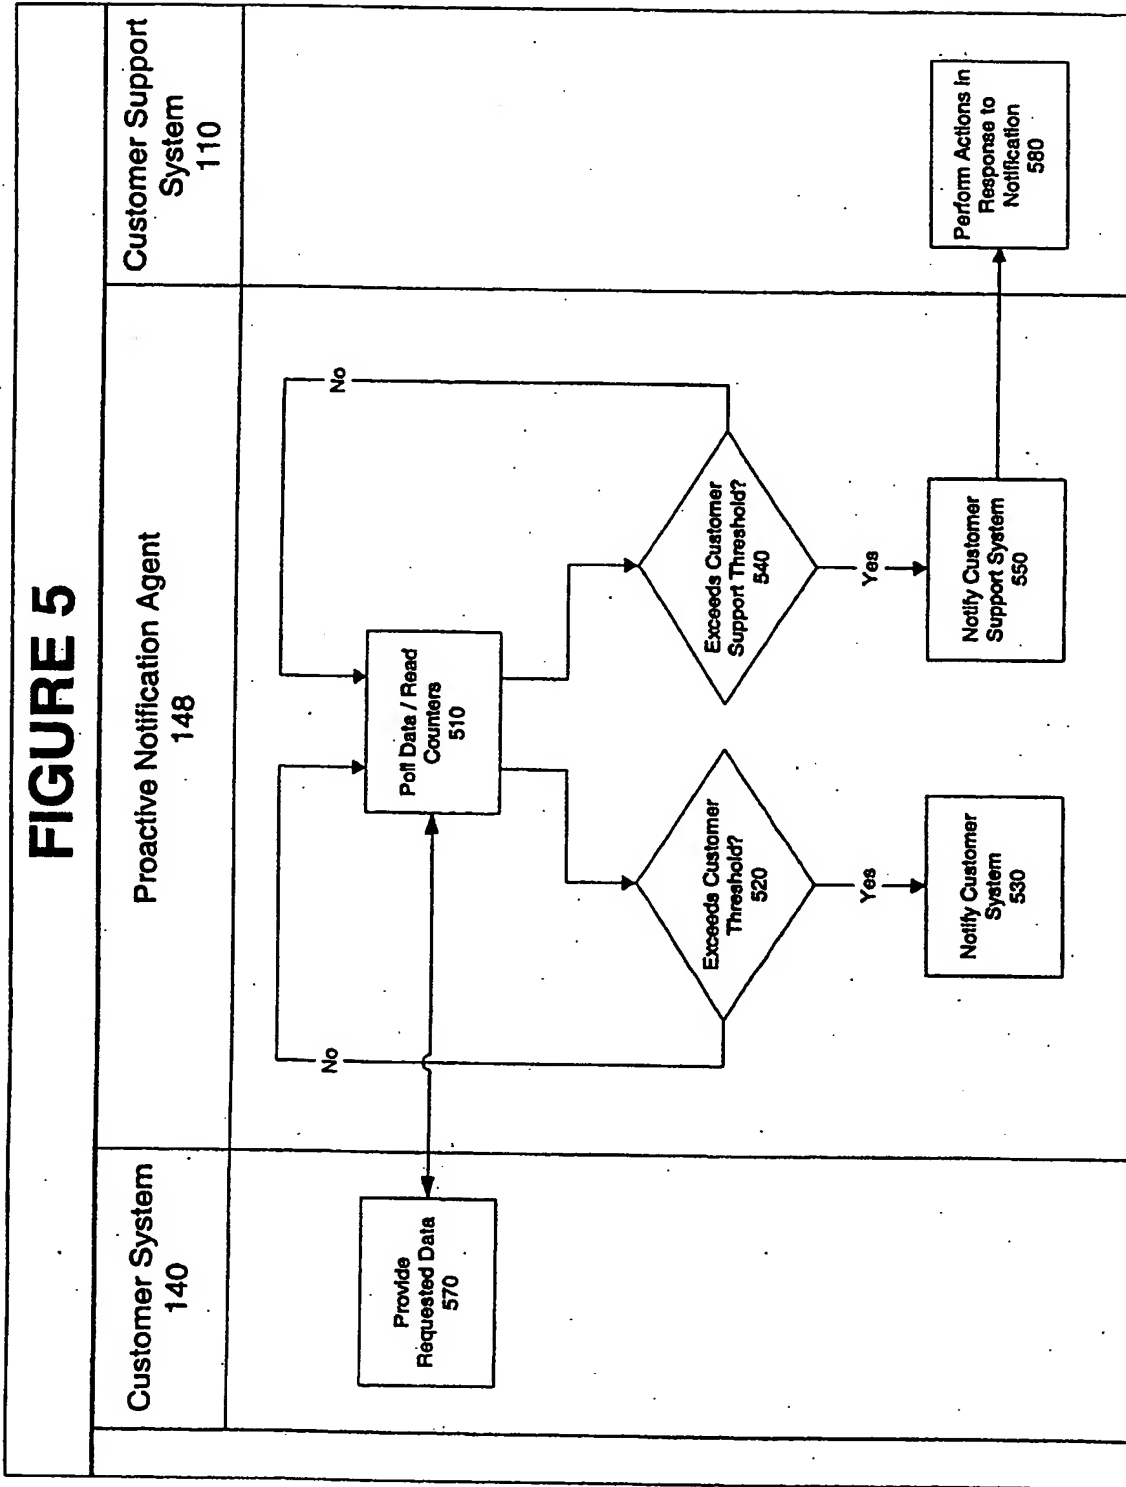 FIGURE 5
Customer System
140
Proactive Notification Agent
148
Customer Support
System
110
Provide
Requested Data
570
Poll Data / Read
Counters
510
No
No
Exceeds Customer
Threshold?
520
Exceeds Customer
Support Threshold?
540
Yes
Yes
Notify Customer
System
530
Notify Customer
Support System
550
Perform Actions In
Response to
Notification
580